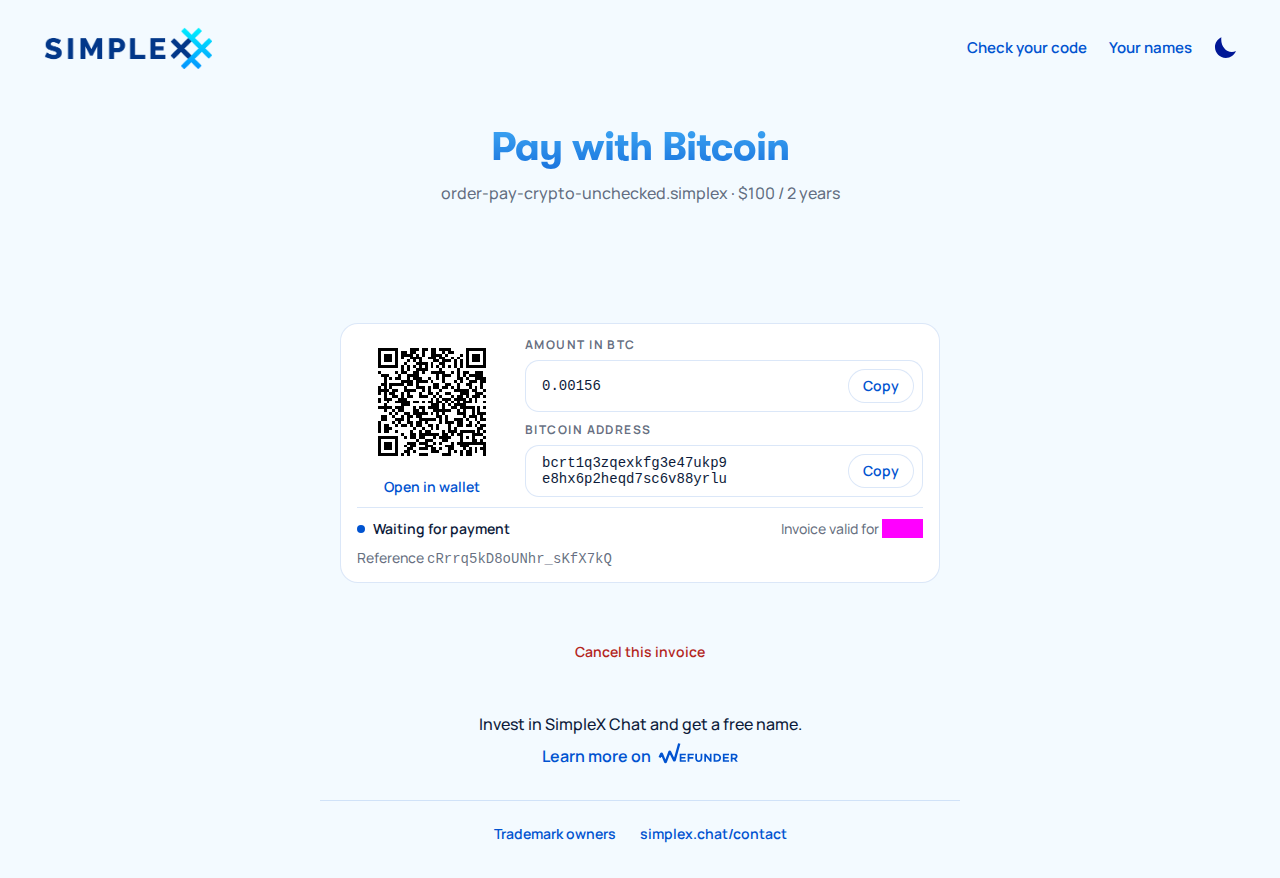 SIMPLEX
Check your code
Your names
Pay with Bitcoin
order-pay-crypto-unchecked.simplex · $100 / 2 years
AMOUNT IN BTC
0.00156
Copy
BITCOIN ADDRESS
bcrt1q3zqexkfg3e47ukp9
e8hx6p2heqd7sc6v88yrlu
Copy
Open in wallet
Waiting for payment
Invoice valid for
Reference cRrrq5kD8oUNhr_sKfX7kQ
Cancel this invoice
Invest in SimpleX Chat and get a free name.
Learn more on WEFUNDER
Trademark owners
simplex.chat/contact